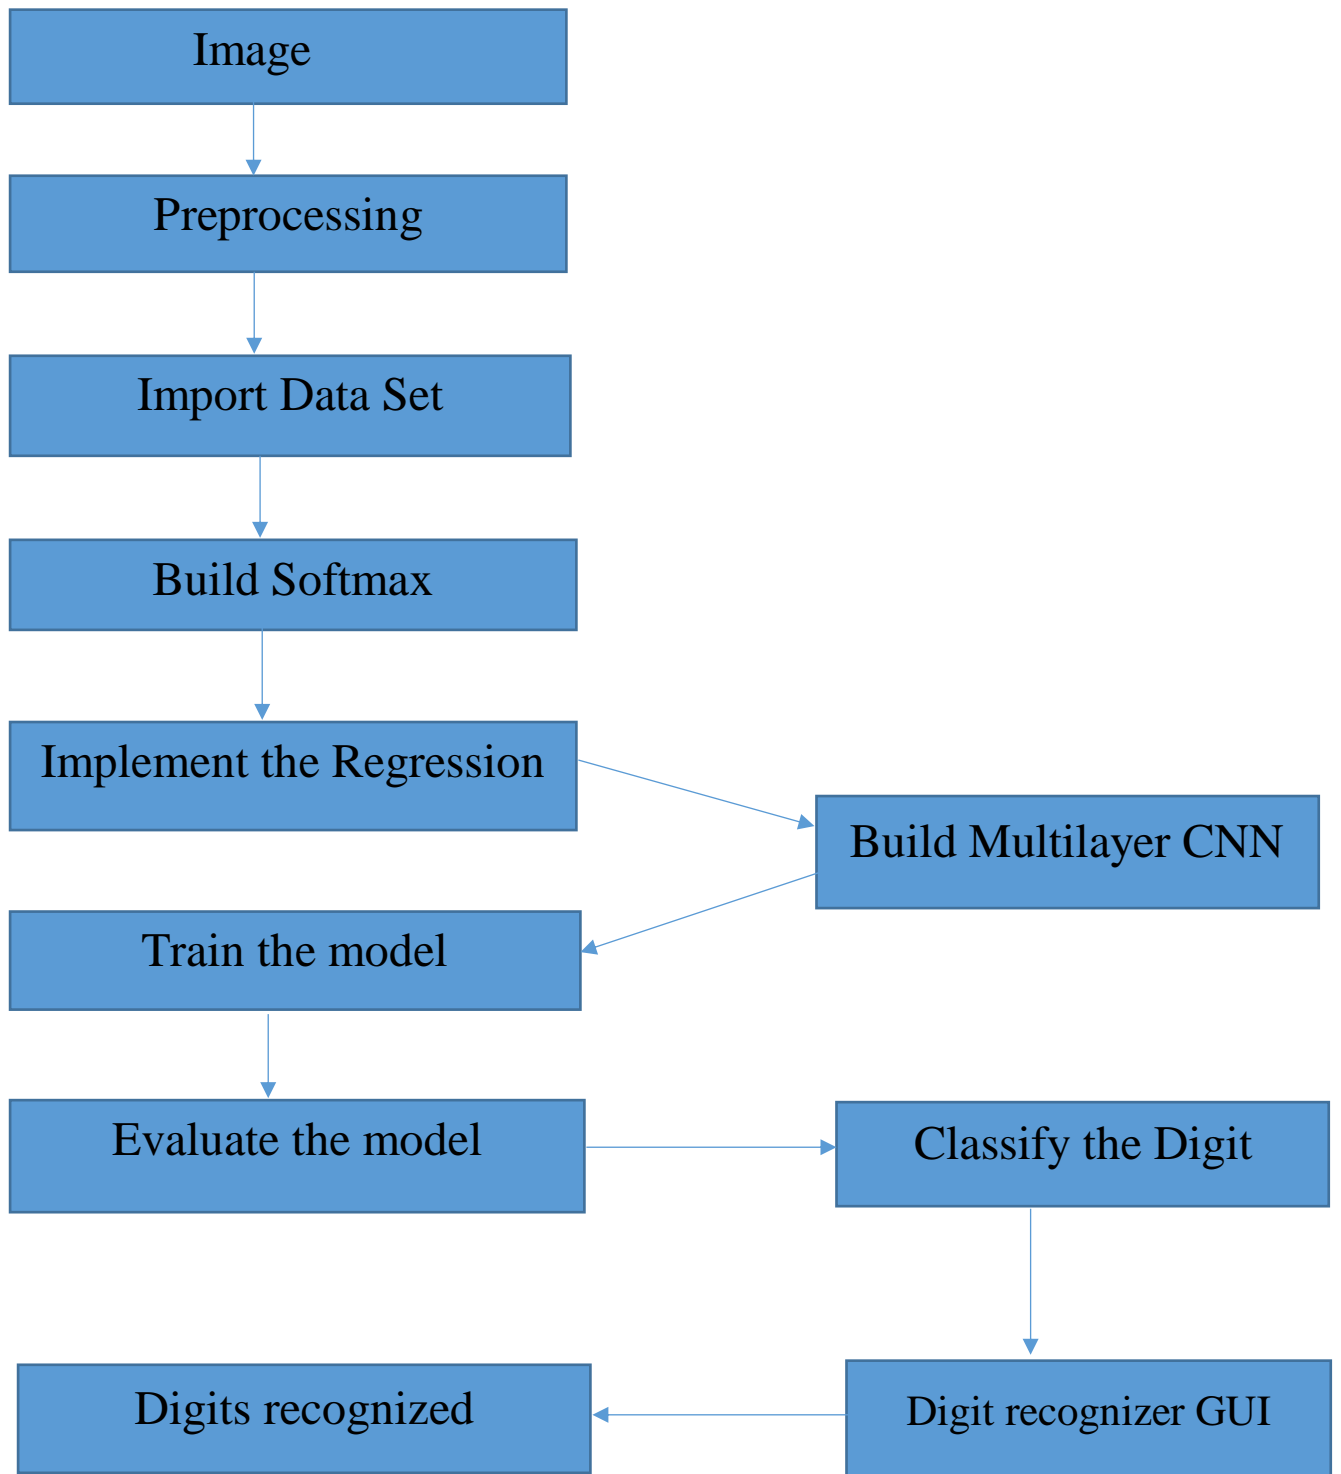 Image
Preprocessing
Import Data Set
Build Softmax
Implement the Regression
Build Multilayer CNN
Train the model
Evaluate the model
Classify the Digit
Digit recognizer GUI
Digits recognized